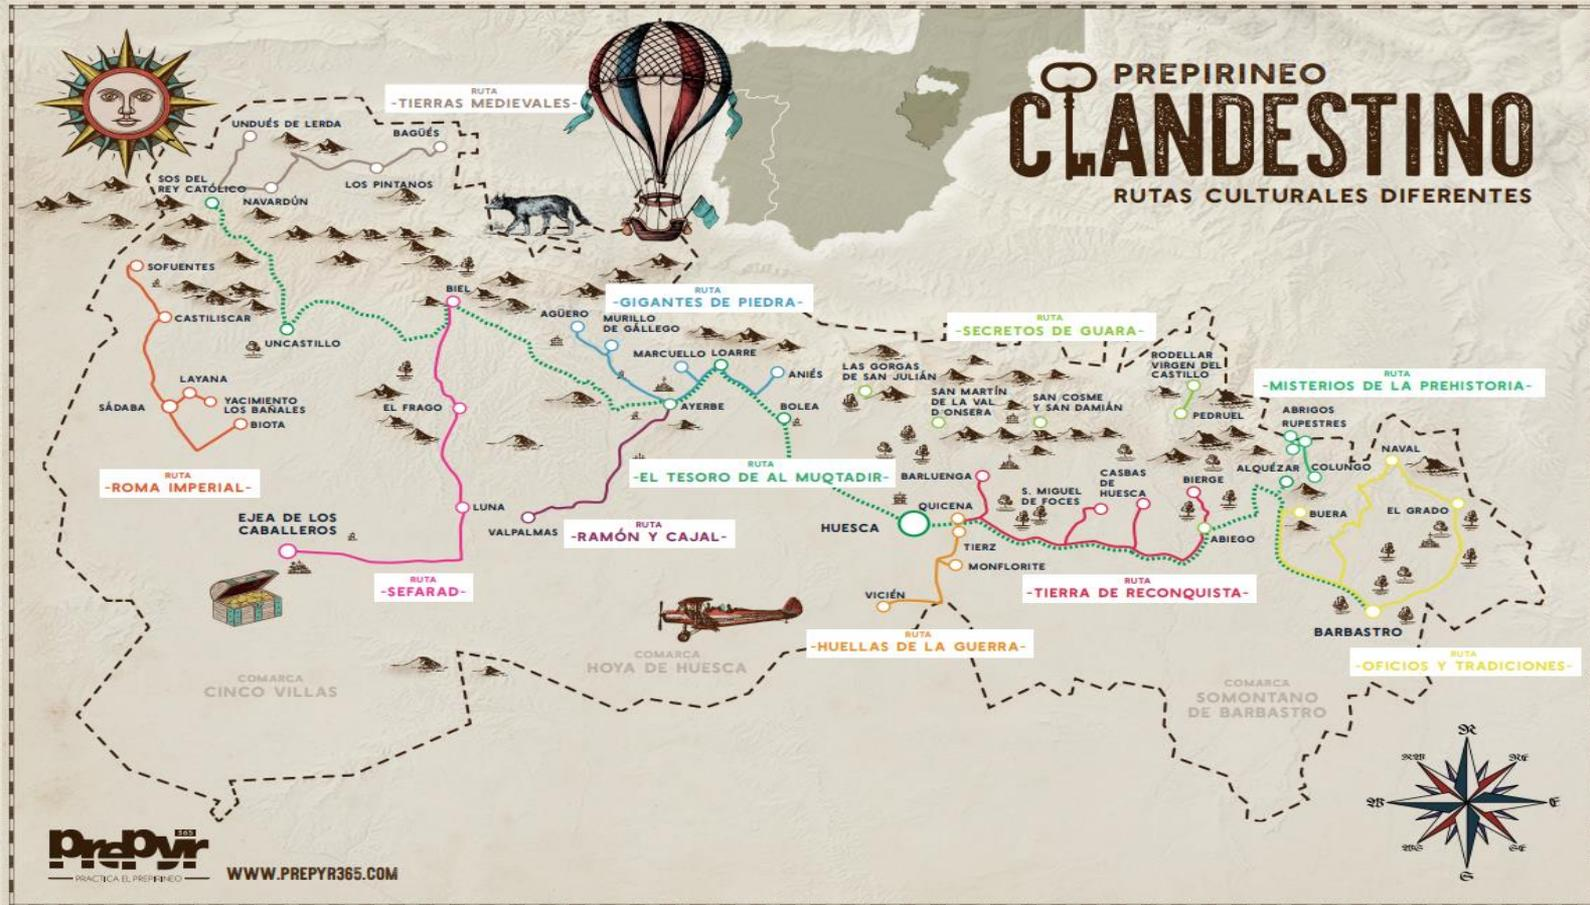 PREPIRINEO
CLANDESTINO
RUTAS CULTURALES DIFERENTES
RUTA
-TIERRAS MEDIEVALES-
UNDUÉS DE LERDA
BAGÜÉS
SOS DEL
REY CATÓLICO
LOS PINTANOS
NAVARDÚN
SOFUENTES
CASTILISCAR
UNCASTILLO
BIEL
LAYANA
SÁDABA
YACIMIENTO
LOS BAÑALES
BIOTA
EL FRAGO
RUTA
-ROMA IMPERIAL-
EJEA DE LOS
CABALLEROS
LUNA
RUTA
-SEFARAD-
VALPALMAS
RUTA
-RAMÓN Y CAJAL-
RUTA
-GIGANTES DE PIEDRA-
AGÜERO
MURILLO
DE GÁLLEGO
MARCUELLO
LOARRE
ANIÉS
AYERBE
BOLEA
RUTA
-EL TESORO DE AL MUQTADIR-
RUTA
-SECRETOS DE GUARA-
LAS GORGAS
DE SAN JULIÁN
SAN MARTÍN
DE LA VAL
D'ONSERA
SAN COSME
Y SAN DAMIÁN
RODELLAR
VIRGEN DEL
CASTILLO
PEDRUEL
RUTA
-MISTERIOS DE LA PREHISTORIA-
ABRIGOS
RUPESTRES
ALQUÉZAR
COLUNGO
NAVAL
BARLUENGA
QUICENA
S. MIGUEL
DE FOCES
CASBAS
DE
HUESCA
BIERGE
BUERA
EL GRADO
HUESCA
TIERZ
MONFLORITE
ABIEGO
VICIÉN
RUTA
-TIERRA DE RECONQUISTA-
RUTA
-HUELLAS DE LA GUERRA-
BARBASTRO
RUTA
-OFICIOS Y TRADICIONES-
COMARCA
CINCO VILLAS
COMARCA
HOYA DE HUESCA
COMARCA
SOMONTANO
DE BARBASTRO
N
NW
NE
W
E
WS
SE
S
prepyr
365
PRACTICA EL PREPIRINEO
WWW.PREPYR365.COM